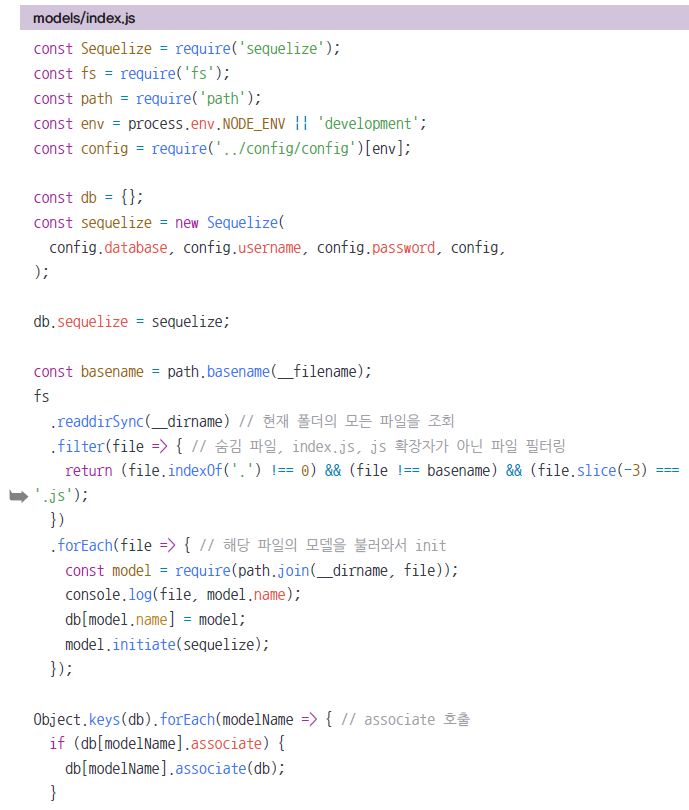 models/index.js
const Sequelize = require('sequelize');
const fs = require('fs');
const path = require('path');
const env = process.env.NODE_ENV || 'development';
const config = require('../config/config')[env];

const db = {};
const sequelize = new Sequelize(
  config.database, config.username, config.password, config,
);

db.sequelize = sequelize;

const basename = path.basename(__filename);
fs
  .readdirSync(__dirname) // 현재 폴더의 모든 파일을 조회
  .filter(file => { // 숨김 파일, index.js, js 확장자가 아닌 파일 필터링
    return (file.indexOf('.') !== 0) && (file !== basename) && (file.slice(-3) ===
'.js');
  })
  .forEach(file => { // 해당 파일의 모델을 불러와서 init
    const model = require(path.join(__dirname, file));
    console.log(file, model.name);
    db[model.name] = model;
    model.initiate(sequelize);
  });

Object.keys(db).forEach(modelName => { // associate 호출
  if (db[modelName].associate) {
    db[modelName].associate(db);
  }